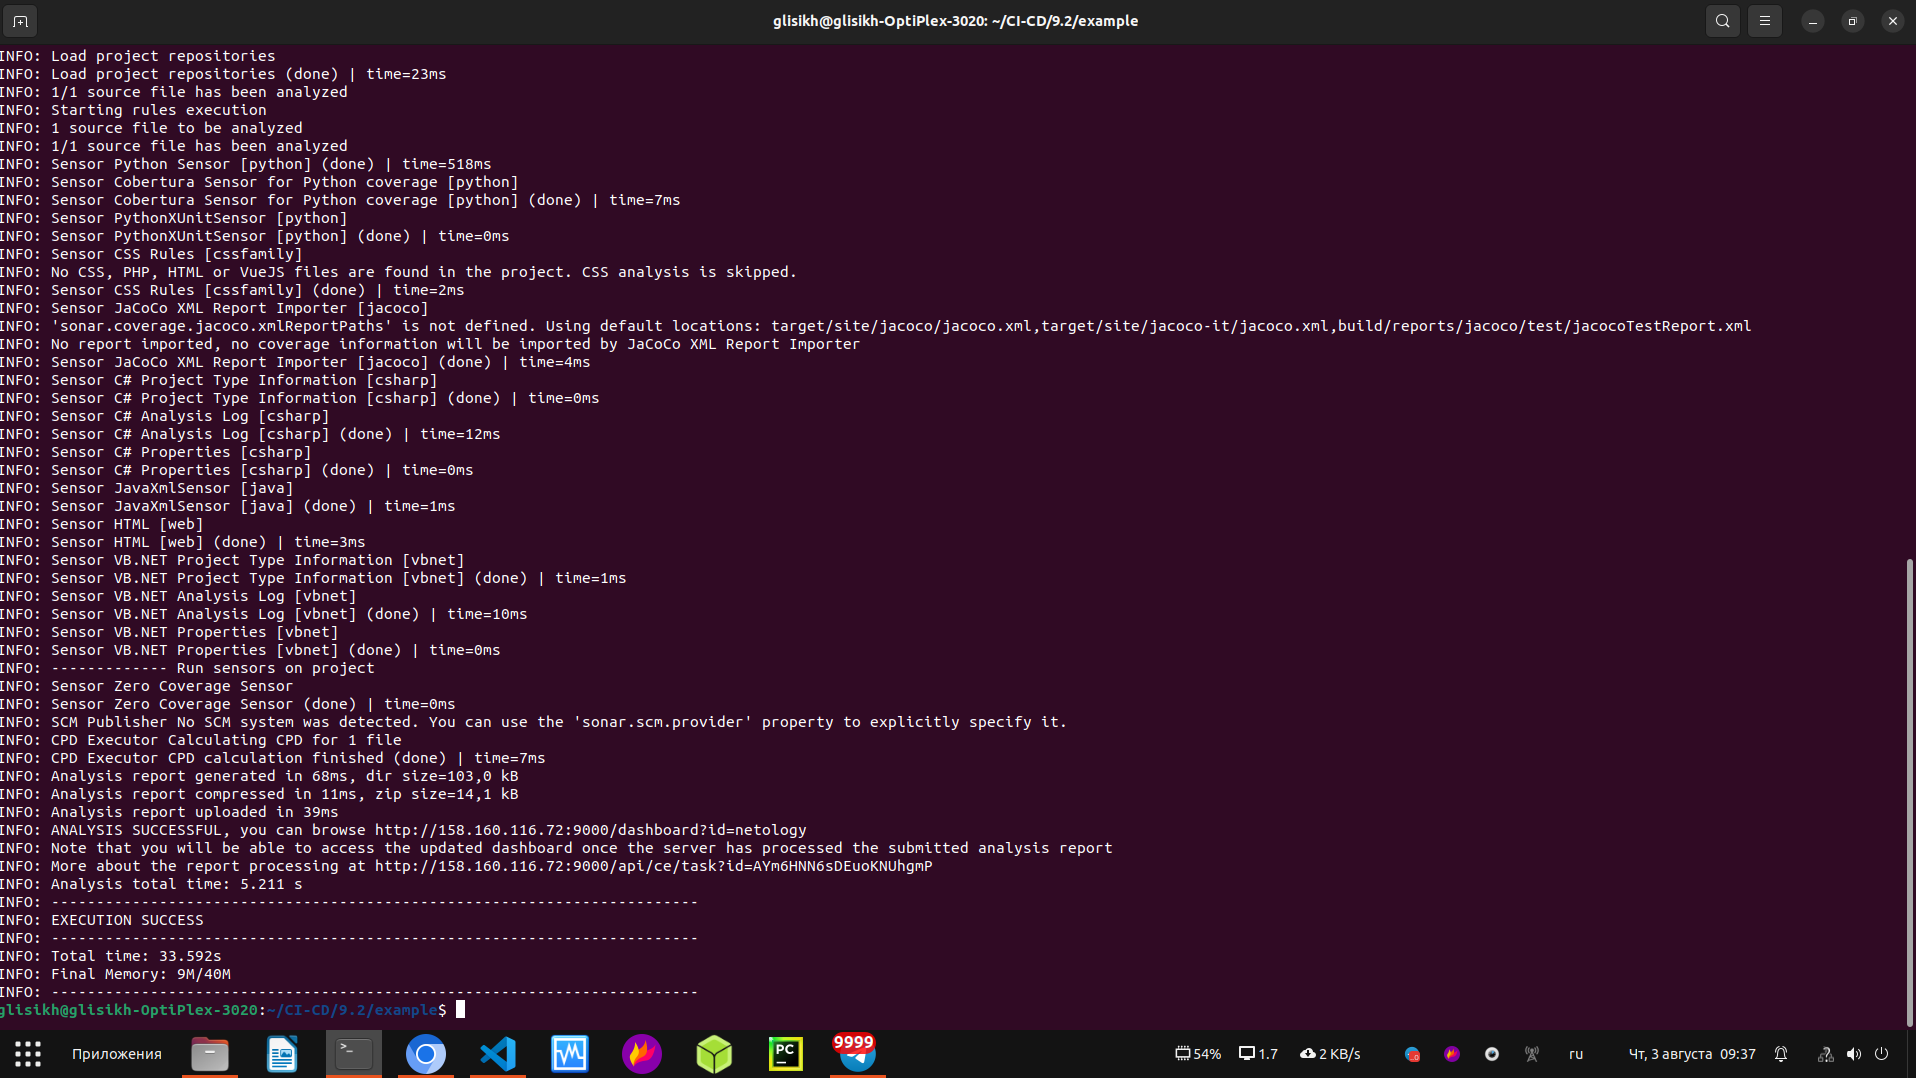 glisikh@glisikh-OptiPlex-3020: ~/CI-CD/9.2/example
INFO: Load project repositories
INFO: Load project repositories (done) | time=23ms
INFO: 1/1 source file has been analyzed
INFO: Starting rules execution
INFO: 1 source file to be analyzed
INFO: 1/1 source file has been analyzed
INFO: Sensor Python Sensor [python] (done) | time=518ms
INFO: Sensor Cobertura Sensor for Python coverage [python]
INFO: Sensor Cobertura Sensor for Python coverage [python] (done) | time=7ms
INFO: Sensor PythonXUnitSensor [python]
INFO: Sensor PythonXUnitSensor [python] (done) | time=0ms
INFO: Sensor CSS Rules [cssfamily]
INFO: No CSS, PHP, HTML or VueJS files are found in the project. CSS analysis is skipped.
INFO: Sensor CSS Rules [cssfamily] (done) | time=2ms
INFO: Sensor JaCoCo XML Report Importer [jacoco]
INFO: 'sonar.coverage.jacoco.xmlReportPaths' is not defined. Using default locations: target/site/jacoco/jacoco.xml,target/site/jacoco-it/jacoco.xml,build/reports/jacoco/test/jacocoTestReport.xml
INFO: No report imported, no coverage information will be imported by JaCoCo XML Report Importer
INFO: Sensor JaCoCo XML Report Importer [jacoco] (done) | time=4ms
INFO: Sensor C# Project Type Information [csharp]
INFO: Sensor C# Project Type Information [csharp] (done) | time=0ms
INFO: Sensor C# Analysis Log [csharp]
INFO: Sensor C# Analysis Log [csharp] (done) | time=12ms
INFO: Sensor C# Properties [csharp]
INFO: Sensor C# Properties [csharp] (done) | time=0ms
INFO: Sensor JavaXmlSensor [java]
INFO: Sensor JavaXmlSensor [java] (done) | time=1ms
INFO: Sensor HTML [web]
INFO: Sensor HTML [web] (done) | time=3ms
INFO: Sensor VB.NET Project Type Information [vbnet]
INFO: Sensor VB.NET Project Type Information [vbnet] (done) | time=1ms
INFO: Sensor VB.NET Analysis Log [vbnet]
INFO: Sensor VB.NET Analysis Log [vbnet] (done) | time=10ms
INFO: Sensor VB.NET Properties [vbnet]
INFO: Sensor VB.NET Properties [vbnet] (done) | time=0ms
INFO: ------------- Run sensors on project
INFO: Sensor Zero Coverage Sensor
INFO: Sensor Zero Coverage Sensor (done) | time=0ms
INFO: SCM Publisher No SCM system was detected. You can use the 'sonar.scm.provider' property to explicitly specify it.
INFO: CPD Executor Calculating CPD for 1 file
INFO: CPD Executor CPD calculation finished (done) | time=7ms
INFO: Analysis report generated in 68ms, dir size=103,0 kB
INFO: Analysis report compressed in 11ms, zip size=14,1 kB
INFO: Analysis report uploaded in 39ms
INFO: ANALYSIS SUCCESSFUL, you can browse http://158.160.116.72:9000/dashboard?id=netology
INFO: Note that you will be able to access the updated dashboard once the server has processed the submitted analysis report
INFO: More about the report processing at http://158.160.116.72:9000/api/ce/task?id=AYm6HNN6sDEuoKNUhgmP
INFO: Analysis total time: 5.211 s
INFO: ------------------------------------------------------------------------
INFO: EXECUTION SUCCESS
INFO: ------------------------------------------------------------------------
INFO: Total time: 33.592s
INFO: Final Memory: 9M/40M
INFO: ------------------------------------------------------------------------
glisikh@glisikh-OptiPlex-3020:~/CI-CD/9.2/example$
Приложения PC 9999 54% 1.7 2 KB/s ru Чт, 3 августа 09:37